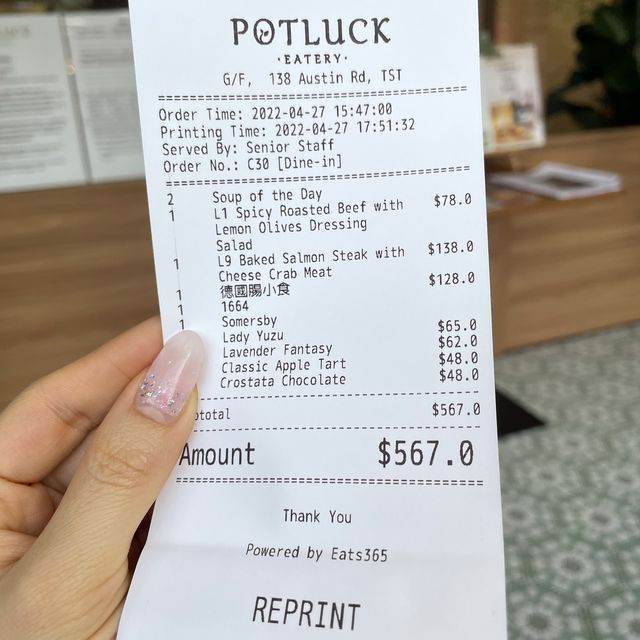 POTLUCK
·EATERY·
G/F, 138 Austin Rd, TST
Order Time: 2022-04-27 15:47:00
Printing Time: 2022-04-27 17:51:32
Served By: Senior Staff
Order No.: C30 [Dine-in]
2 Soup of the Day
1 L1 Spicy Roasted Beef with $78.0
Lemon Olives Dressing
Salad
1 L9 Baked Salmon Steak with $138.0
Cheese Crab Meat
1 德國腸小食 $128.0
1 1664
1 Somersby
Lady Yuzu $65.0
Lavender Fantasy $62.0
Classic Apple Tart $48.0
Crostata Chocolate $48.0
total $567.0
Amount $567.0
Thank You
Powered by Eats365
REPRINT